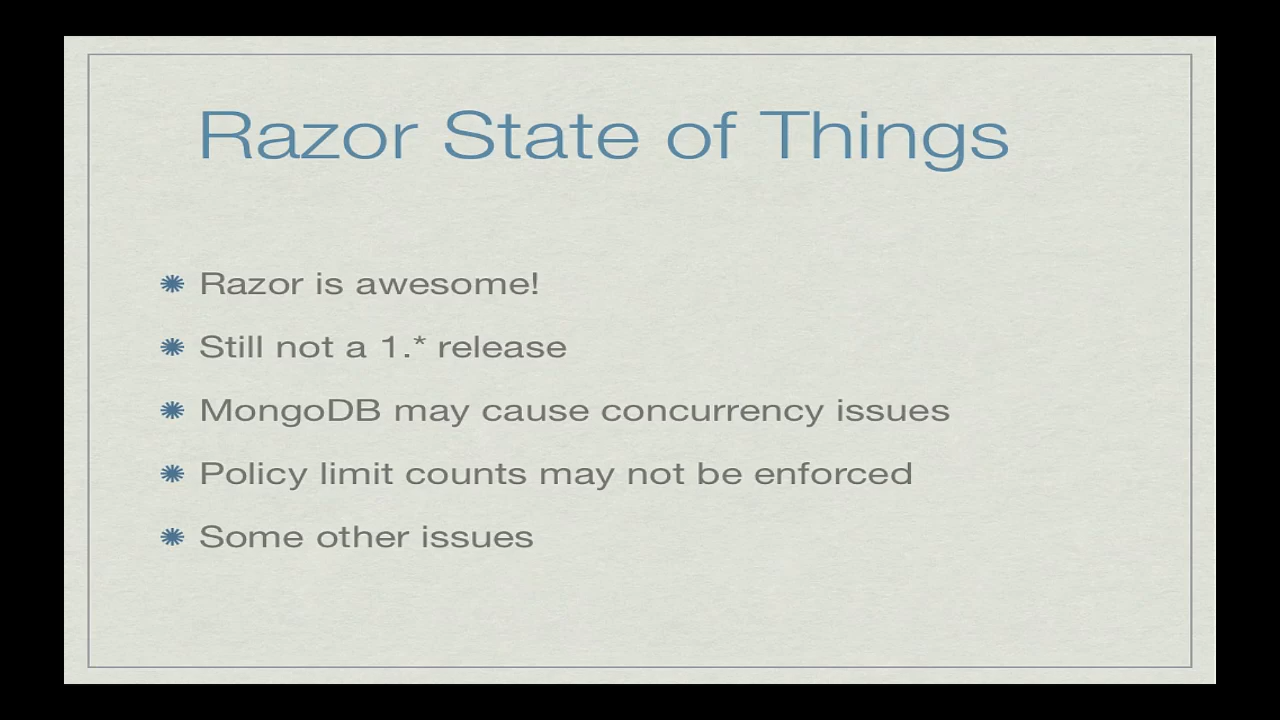 Razor State of Things
Razor is awesome!
Still not a 1.* release
MongoDB may cause concurrency issues
Policy limit counts may not be enforced
Some other issues